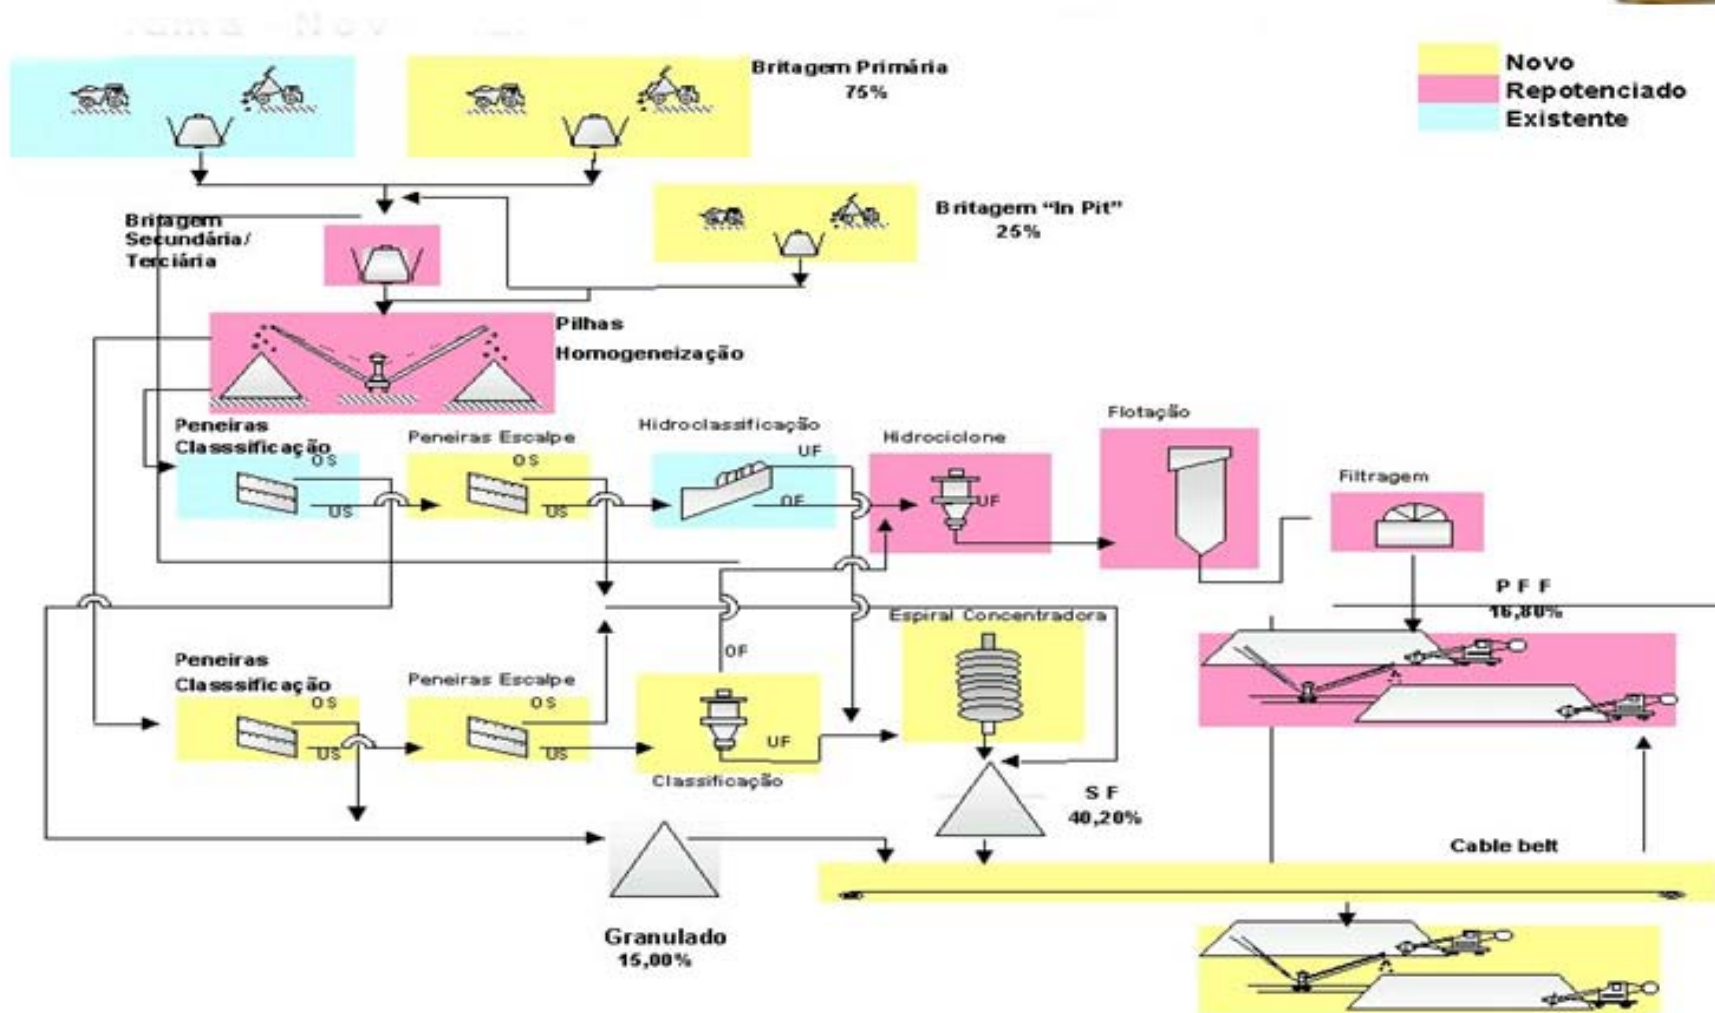 Novo
Repotenciado
Existente
Britagem Primária
75%
Britagem “In Pit”
25%
Britagem
Secundária/
Terciária
Pilhas
Homogeneização
Peneiras
Classsificação
OS
US
Peneiras Escalpe
OS
US
Hidroclassificação
UF
OF
Hidrociclone
UF
Flotação
Filtragem
P F F
16,80%
Peneiras
Classsificação
OS
US
Peneiras Escalpe
OS
US
OF
UF
Classificação
Espiral Concentradora
S F
40,20%
Cable belt
Granulado
15,00%